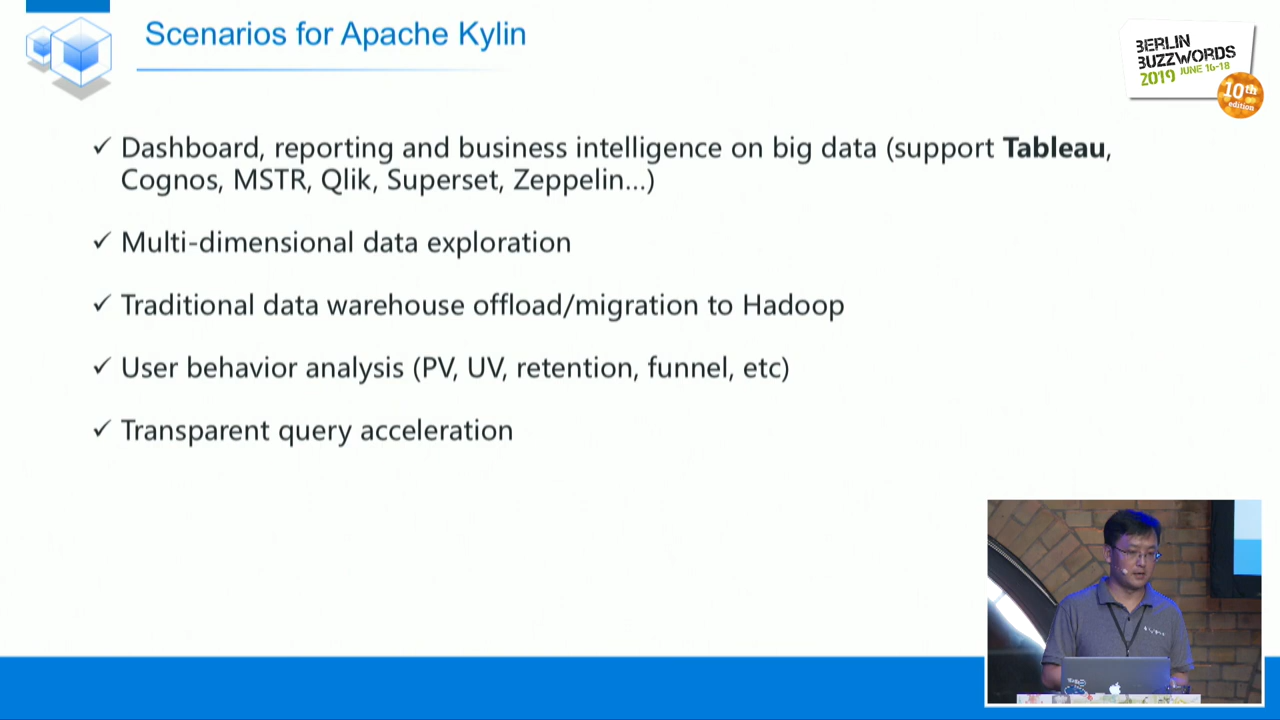 Scenarios for Apache Kylin
BERLIN
BUZZWORDS
2019 JUNE 16-18
10th
edition
✓ Dashboard, reporting and business intelligence on big data (support Tableau,
Cognos, MSTR, Qlik, Superset, Zeppelin...)
✓ Multi-dimensional data exploration
✓ Traditional data warehouse offload/migration to Hadoop
✓ User behavior analysis (PV, UV, retention, funnel, etc)
✓ Transparent query acceleration